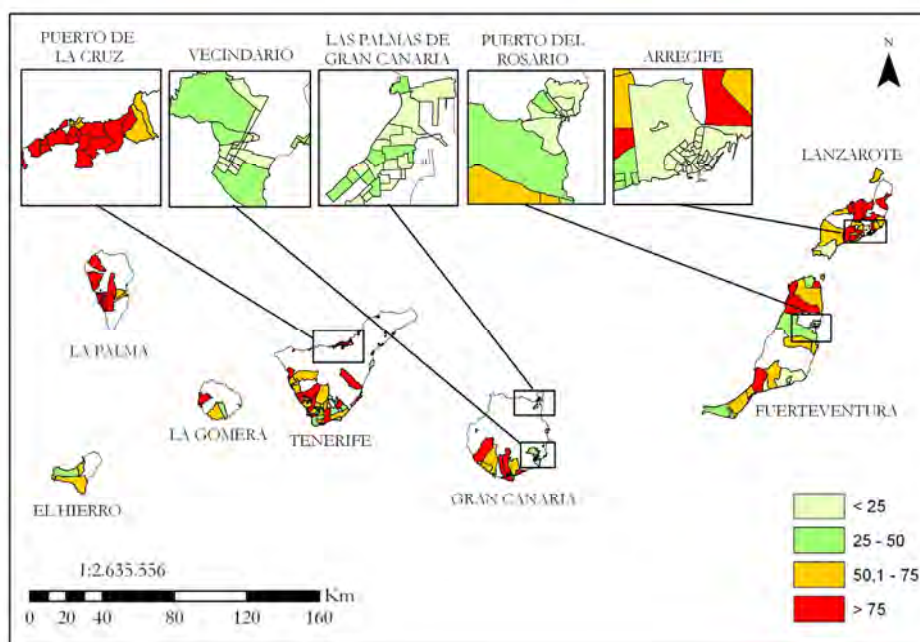 PUERTO DE
LA CRUZ
VECINDARIO
LAS PALMAS DE
GRAN CANARIA
PUERTO DEL
ROSARIO
ARRECIFE
N
LANZAROTE
LA PALMA
LA GOMERA
TENERIFE
FUERTEVENTURA
EL HIERRO
GRAN CANARIA
< 25
25 - 50
50,1 - 75
> 75
1:2.635.556
Km
0 20 40 80 120 160